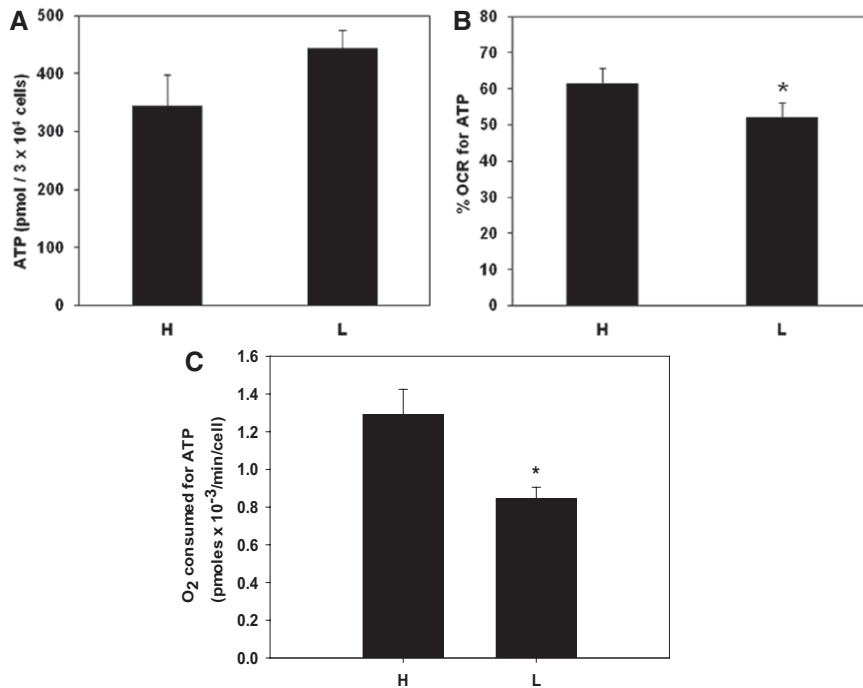 A
500
400
300
200
100
0
ATP (pmol / 3 x 10⁴ cells)
H L
B
80
70
60
50
40
30
20
10
0
% OCR for ATP
*
H L
C
1.6
1.4
1.2
1.0
0.8
0.6
0.4
0.2
0.0
O₂ consumed for ATP
(pmoles x 10⁻³/min/cell)
*
H L